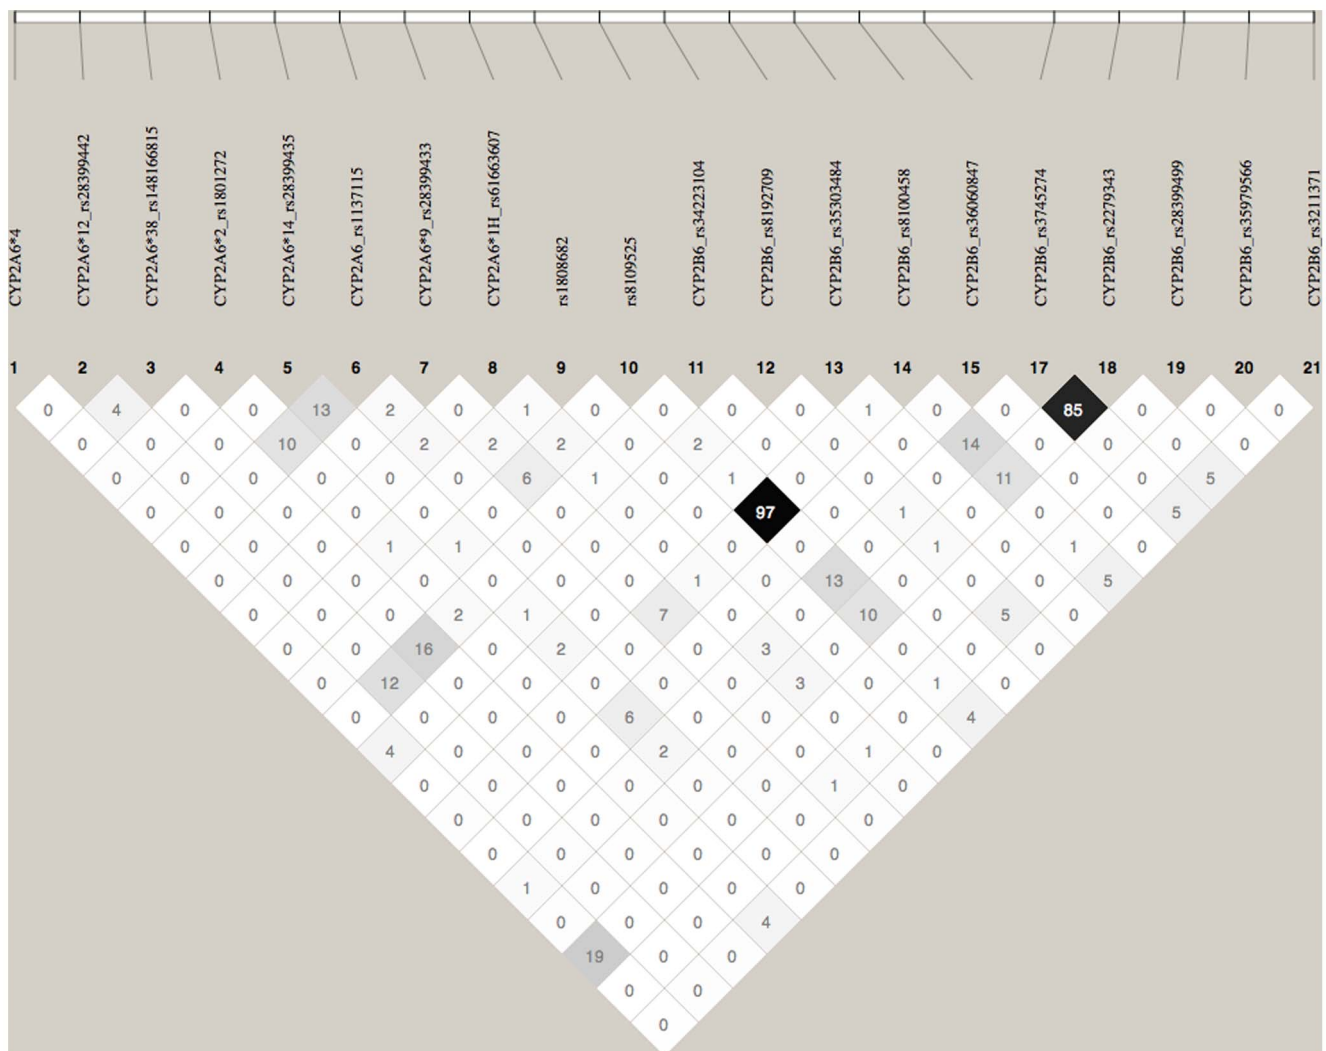 CYP2A6*4
CYP2A6*12_rs28399442
CYP2A6*38_rs148166815
CYP2A6*2_rs1801272
CYP2A6*14_rs28399435
CYP2A6_rs1137115
CYP2A6*9_rs28399433
CYP2A6*1H_rs61663607
rs1808682
rs8109525
CYP2B6_rs34223104
CYP2B6_rs8192709
CYP2B6_rs35303484
CYP2B6_rs8100458
CYP2B6_rs36060847
CYP2B6_rs3745274
CYP2B6_rs2279343
CYP2B6_rs28399499
CYP2B6_rs35979566
CYP2B6_rs3211371
1 2 3 4 5 6 7 8 9 10 11 12 13 14 15 17 18 19 20 21
0 4 0 0 13 2 0 1 0 0 0 0 1 0 0 85 0 0 0
0 0 0 10 0 2 2 2 0 2 0 0 0 14 0 0 0 0
0 0 0 0 0 0 6 1 0 1 0 0 0 11 0 0 5
0 0 0 0 0 0 0 0 0 97 0 1 0 0 0 5
0 0 0 1 1 0 0 0 0 0 0 1 0 1 0
0 0 0 0 0 0 0 1 0 13 0 0 0 5
0 0 0 2 1 0 7 0 0 10 0 5 0
0 0 16 0 2 0 0 3 0 0 0 0
0 12 0 0 0 0 0 3 0 1 0
0 0 0 0 6 0 0 0 0 4
4 0 0 0 2 0 0 1 0
0 0 0 0 0 0 1 0
0 0 0 0 0 0 0
0 0 0 0 0 0
1 0 0 0 0
0 0 0 4
19 0 0
0 0
0